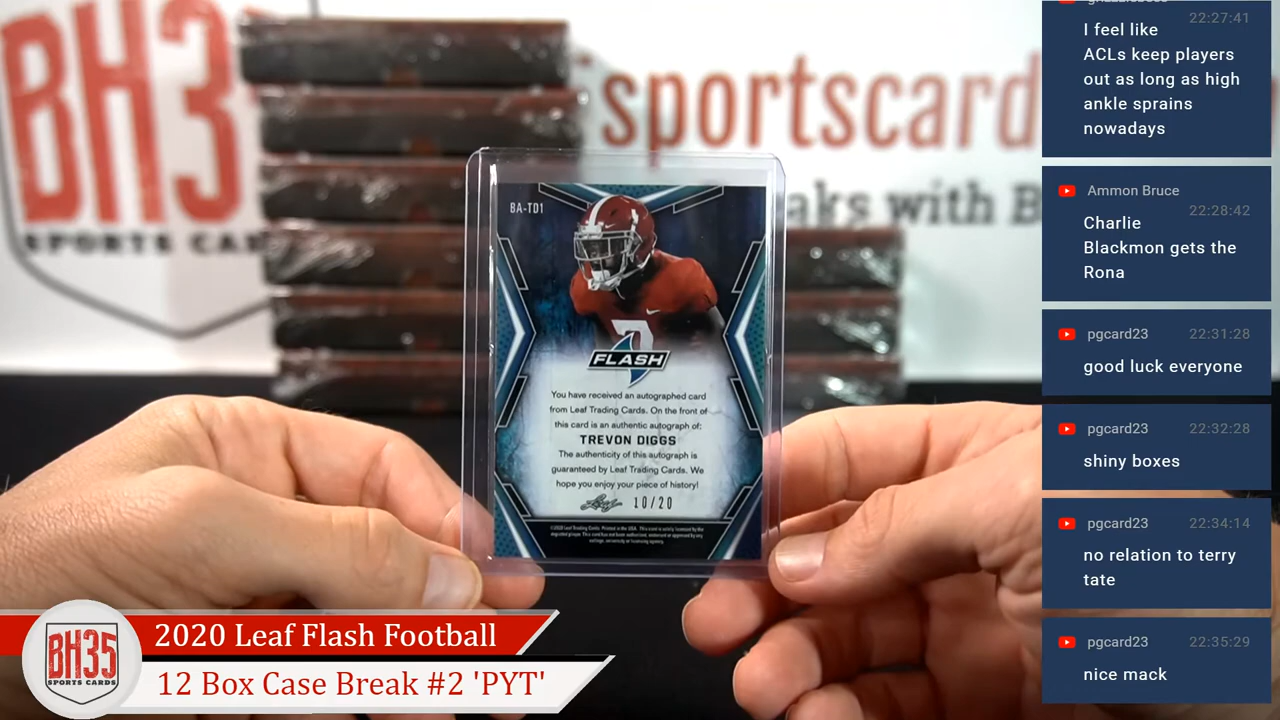 BH35
SPORTS CAR
sportscard
aks with B
BA-TD1
7
FLASH
You have received an autographed card
from Leaf Trading Cards. On the front of
this card is an authentic autograph of:
TREVON DIGGS
The authenticity of this autograph is
guaranteed by Leaf Trading Cards. We
hope you enjoy your piece of history!
Leaf 10/20
BH35
SPORTS CARDS
2020 Leaf Flash Football
12 Box Case Break #2 'PYT'
22:27:41
I feel like
ACLs keep players
out as long as high
ankle sprains
nowadays
Ammon Bruce
22:28:42
Charlie
Blackmon gets the
Rona
pgcard23 22:31:28
good luck everyone
pgcard23 22:32:28
shiny boxes
pgcard23 22:34:14
no relation to terry
tate
pgcard23 22:35:29
nice mack